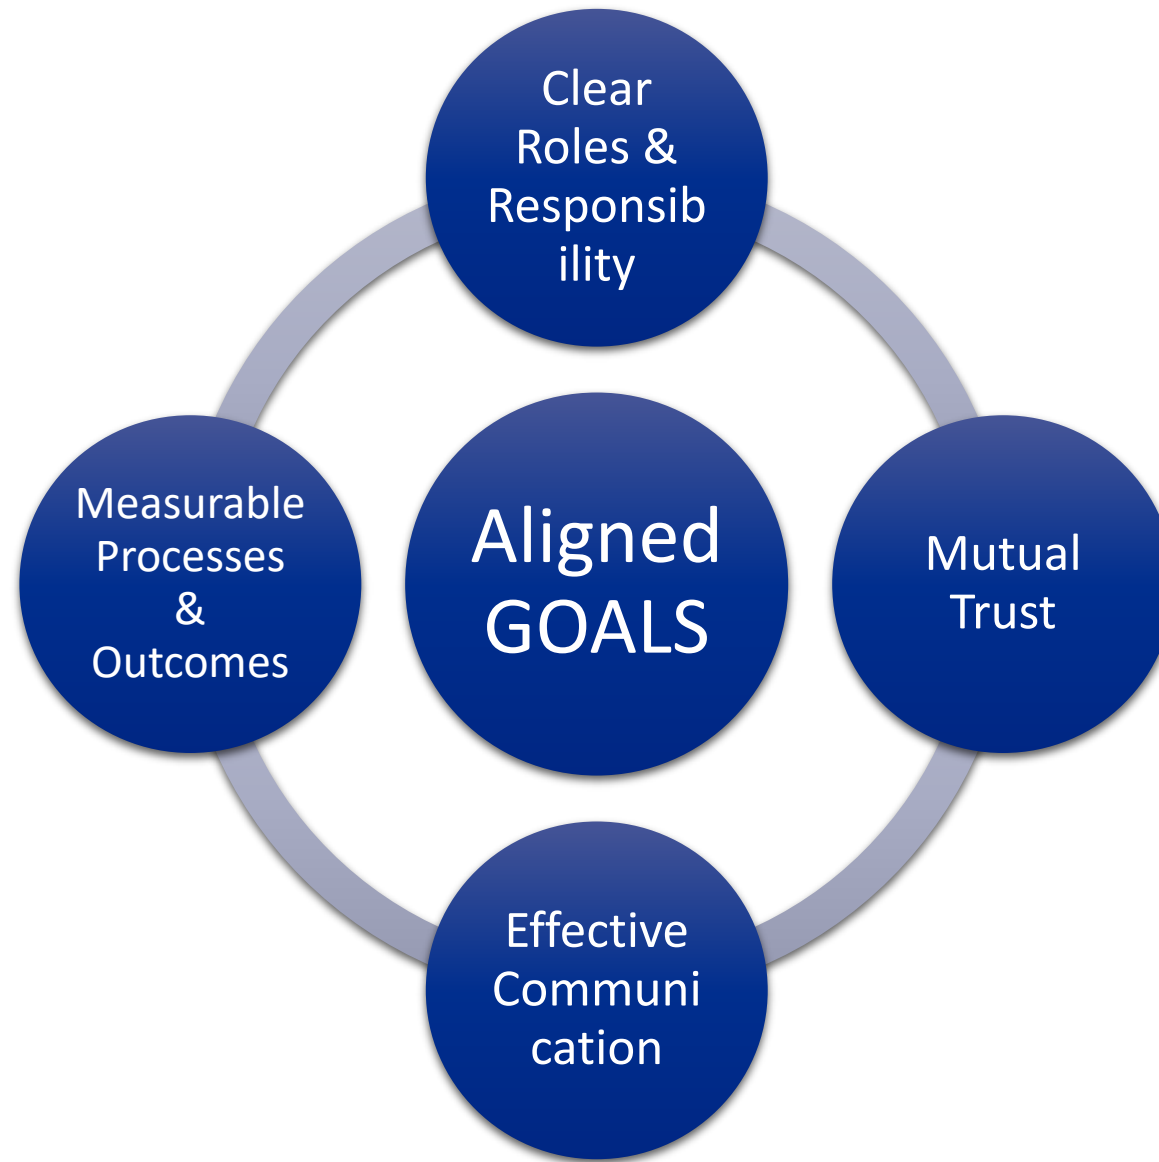 Clear
Roles &
Responsib
ility
Measurable
Processes
&
Outcomes
Aligned
GOALS
Mutual
Trust
Effective
Communi
cation